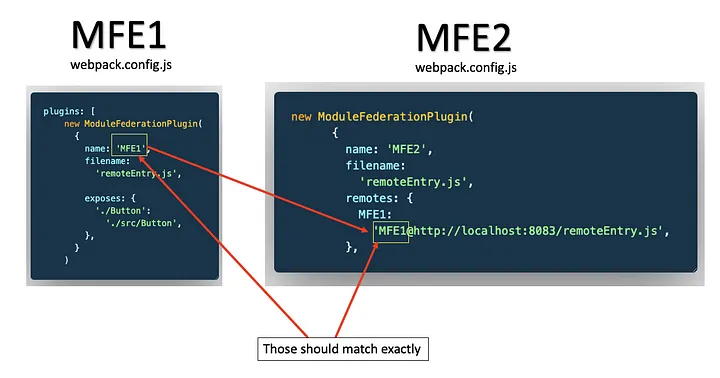 MFE1
webpack.config.js
plugins: [
new ModuleFederationPlugin(
{
name: 'MFE1',
filename:
'remoteEntry.js',
exposes: {
'./Button':
'./src/Button',
},
}
)
MFE2
webpack.config.js
new ModuleFederationPlugin(
{
name: 'MFE2',
filename:
'remoteEntry.js',
remotes: {
MFE1:
'MFE1@http://localhost:8083/remoteEntry.js',
},
Those should match exactly